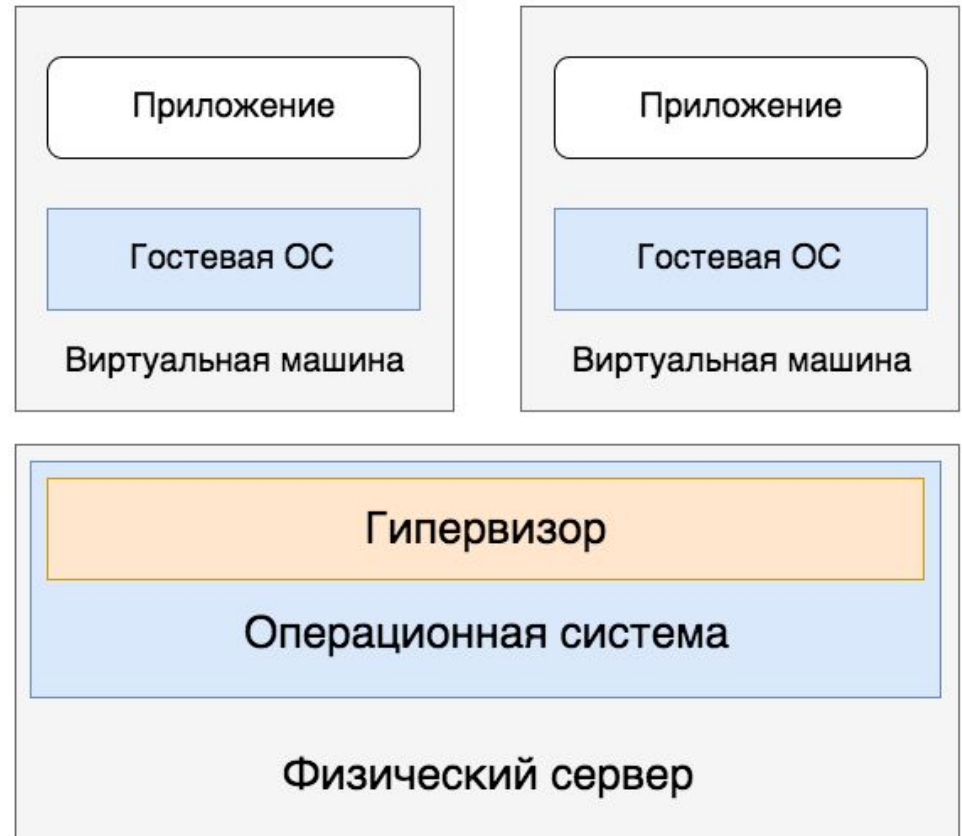 Приложение
Приложение
Гостевая ОС
Гостевая ОС
Виртуальная машина
Виртуальная машина
Гипервизор
Операционная система
Физический сервер